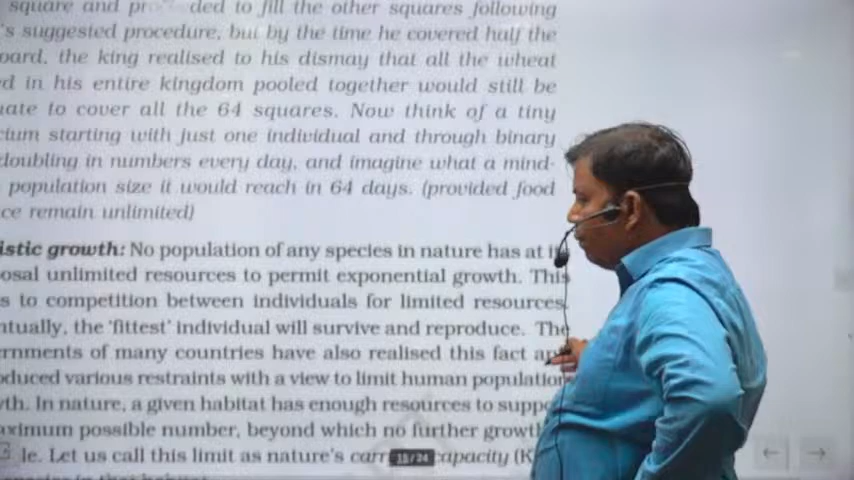 square and pr ded to fill the other squares following
's suggested procedure, but by the time he covered half the
oard, the king realised to his dismay that all the wheat
d in his entire kingdom pooled together would still be
uate to cover all the 64 squares. Now think of a tiny
cium starting with just one individual and through binary
doubling in numbers every day, and imagine what a mind-
population size it would reach in 64 days. (provided food
ce remain unlimited)
istic growth: No population of any species in nature has at i
osal unlimited resources to permit exponential growth. This
s to competition between individuals for limited resources.
ntually, the 'fittest' individual will survive and reproduce. The
ernments of many countries have also realised this fact a
oduced various restraints with a view to limit human population
vth. In nature, a given habitat has enough resources to supp
aximum possible number, beyond which no further growth
le. Let us call this limit as nature's carr apacity (K
18/24